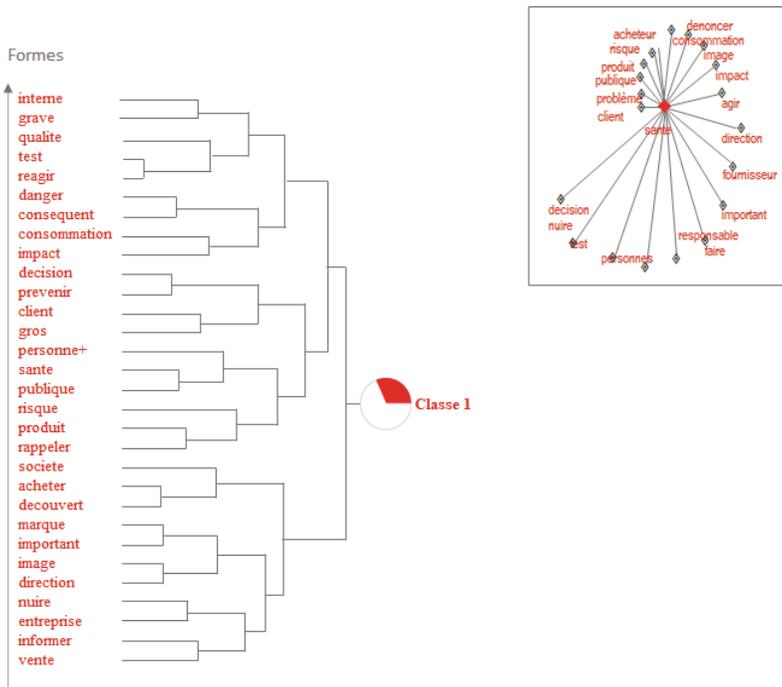 Formes
interne
grave
qualite
test
reagir
danger
consequent
consommation
impact
decision
prevenir
client
gros
personne+
sante
publique
risque
produit
rappeler
societe
acheter
decouvert
marque
important
image
direction
nuire
entreprise
informer
vente
Classe 1
denoncer
acheteur
consommation
risque
image
produit
impact
publique
problème
agir
client
sante
direction
fournisseur
decision
important
nuire
responsable
test
faire
personnes